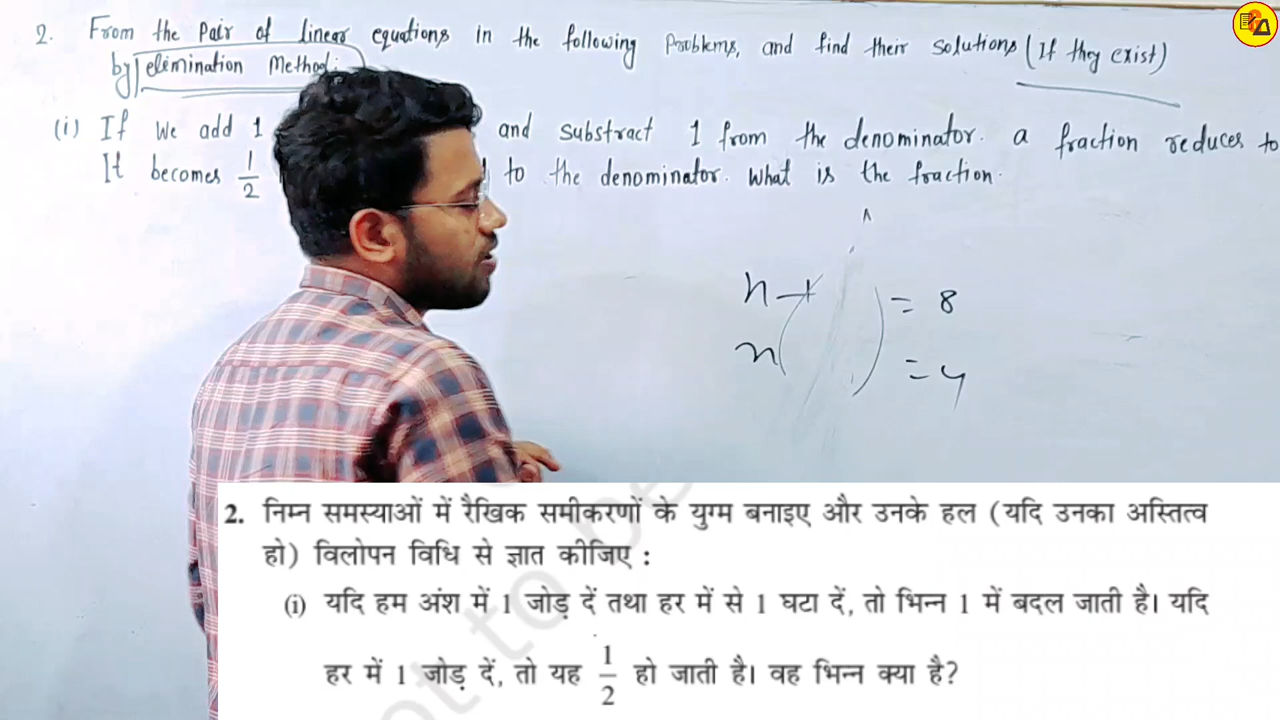 2. From the Pair of linear equations in the following Problems, and find their solutions (If they exist)
by elimination Method:
(i) If We add 1 and substract 1 from the denominator. a fraction reduces to
It becomes 1/2 to the denominator. What is the fraction.
= 8
= 4
2. निम्न समस्याओं में रैखिक समीकरणों के युग्म बनाइए और उनके हल (यदि उनका अस्तित्व
हो) विलोपन विधि से ज्ञात कीजिए :
(i) यदि हम अंश में 1 जोड़ दें तथा हर में से 1 घटा दें, तो भिन्न 1 में बदल जाती है। यदि
हर में 1 जोड़ दें, तो यह 1/2 हो जाती है। वह भिन्न क्या है?